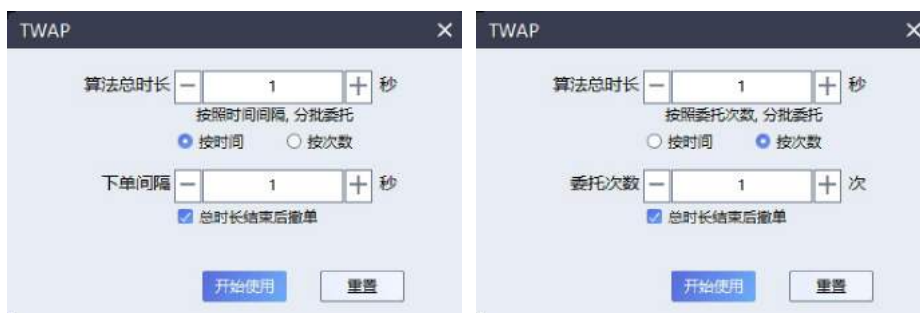 TWAP
算法总时长 1 秒
按照时间间隔, 分批委托
按时间 按次数
下单间隔 1 秒
总时长结束后撤单
开始使用 重置
TWAP
算法总时长 1 秒
按照委托次数, 分批委托
按时间 按次数
委托次数 1 次
总时长结束后撤单
开始使用 重置